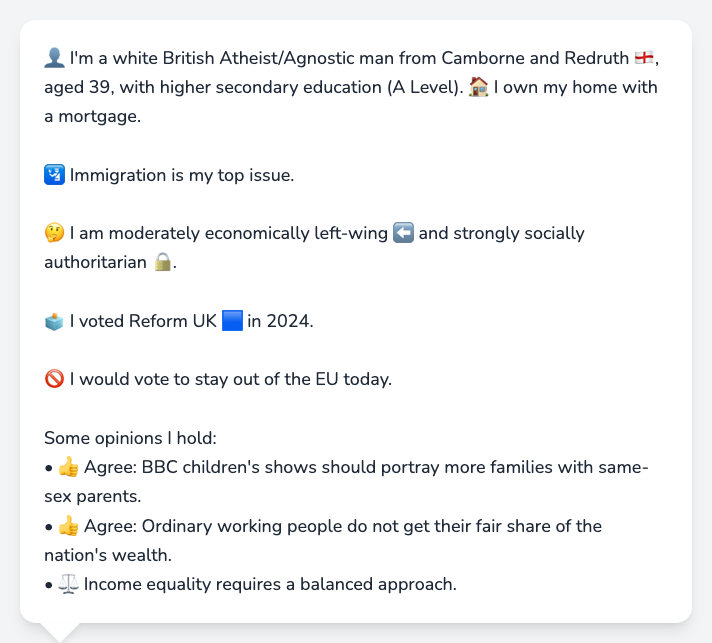 👤 I'm a white British Atheist/Agnostic man from Camborne and Redruth 🏴󠁧󠁢󠁥󠁮󠁧󠁿,
aged 39, with higher secondary education (A Level). 🏠 I own my home with
a mortgage.
🛂 Immigration is my top issue.
🤔 I am moderately economically left-wing ⬅️ and strongly socially
authoritarian 🔒.
🗳️ I voted Reform UK 🟦 in 2024.
🚫 I would vote to stay out of the EU today.
Some opinions I hold:
• 👍 Agree: BBC children's shows should portray more families with same-
sex parents.
• 👍 Agree: Ordinary working people do not get their fair share of the
nation's wealth.
• ⚖️ Income equality requires a balanced approach.